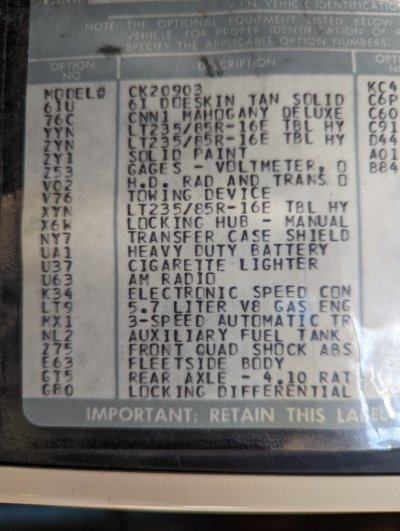 V.I.N. VEHICLE IDENTIFICATIO
NOTE: THE OPTIONAL EQUIPMENT LISTED BELOW
VEHICLE. FOR PROPER IDENTIFICATION OF R
SPECIFY THE APPLICABLE OPTION NUMBERS.
OPTION NO DESCRIPTION OPT NO
MODEL# CK20903 KC4
61U 61 DOESKIN TAN SOLID C6P
76C CNN1 MAHOGANY DELUXE C60
YYN LT235/85R-16E TBL HY C91
ZYN LT235/85R-16E TBL HY D44
ZY1 SOLID PAINT A01
Z53 GAGES - VOLTMETER, O B84
V02 H.D. RAD AND TRANS O
V76 TOWING DEVICE
XYN LT235/85R-16E TBL HY
X6W LOCKING HUB - MANUAL
NY7 TRANSFER CASE SHIELD
UA1 HEAVY DUTY BATTERY
U37 CIGARETTE LIGHTER
U63 AM RADIO
K34 ELECTRONIC SPEED CON
LT9 5.7 LITER V8 GAS ENG
MX1 3-SPEED AUTOMATIC TR
NL2 AUXILIARY FUEL TANK
Z75 FRONT QUAD SHOCK ABS
E63 FLEETSIDE BODY
GT5 REAR AXLE - 4.10 RAT
G80 LOCKING DIFFERENTIAL
IMPORTANT: RETAIN THIS LABEL